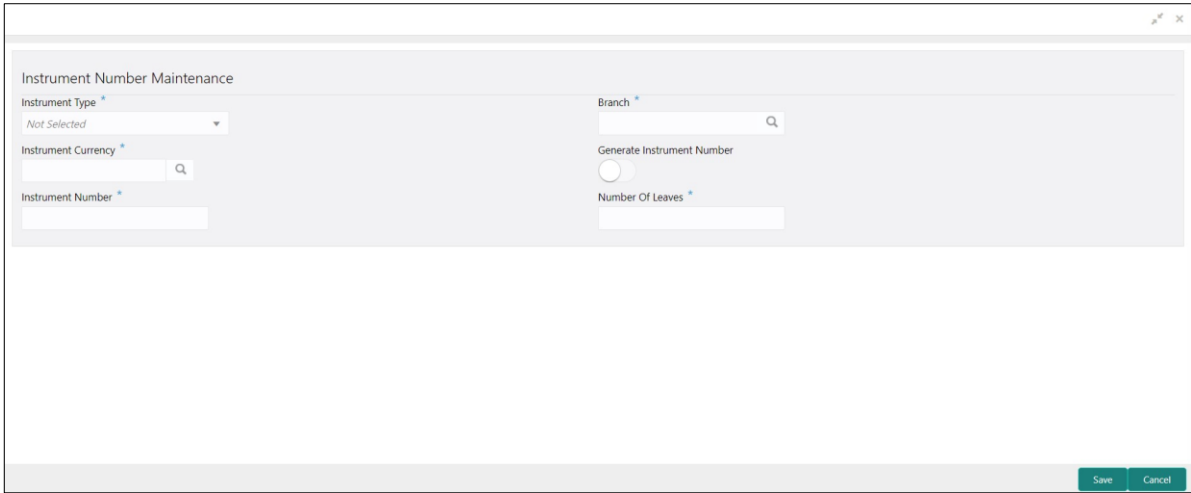 Instrument Number Maintenance
Instrument Type *
Branch *
Not Selected
Instrument Currency *
Generate Instrument Number
Instrument Number *
Number Of Leaves *
Save
Cancel